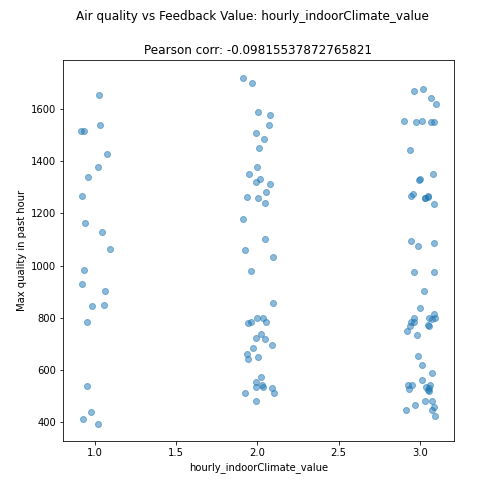 Air quality vs Feedback Value: hourly_indoorClimate_value
Pearson corr: -0.09815537872765821
1600
1400
1200
1000
800
600
400
Max quality in past hour
1.0 1.5 2.0 2.5 3.0
hourly_indoorClimate_value